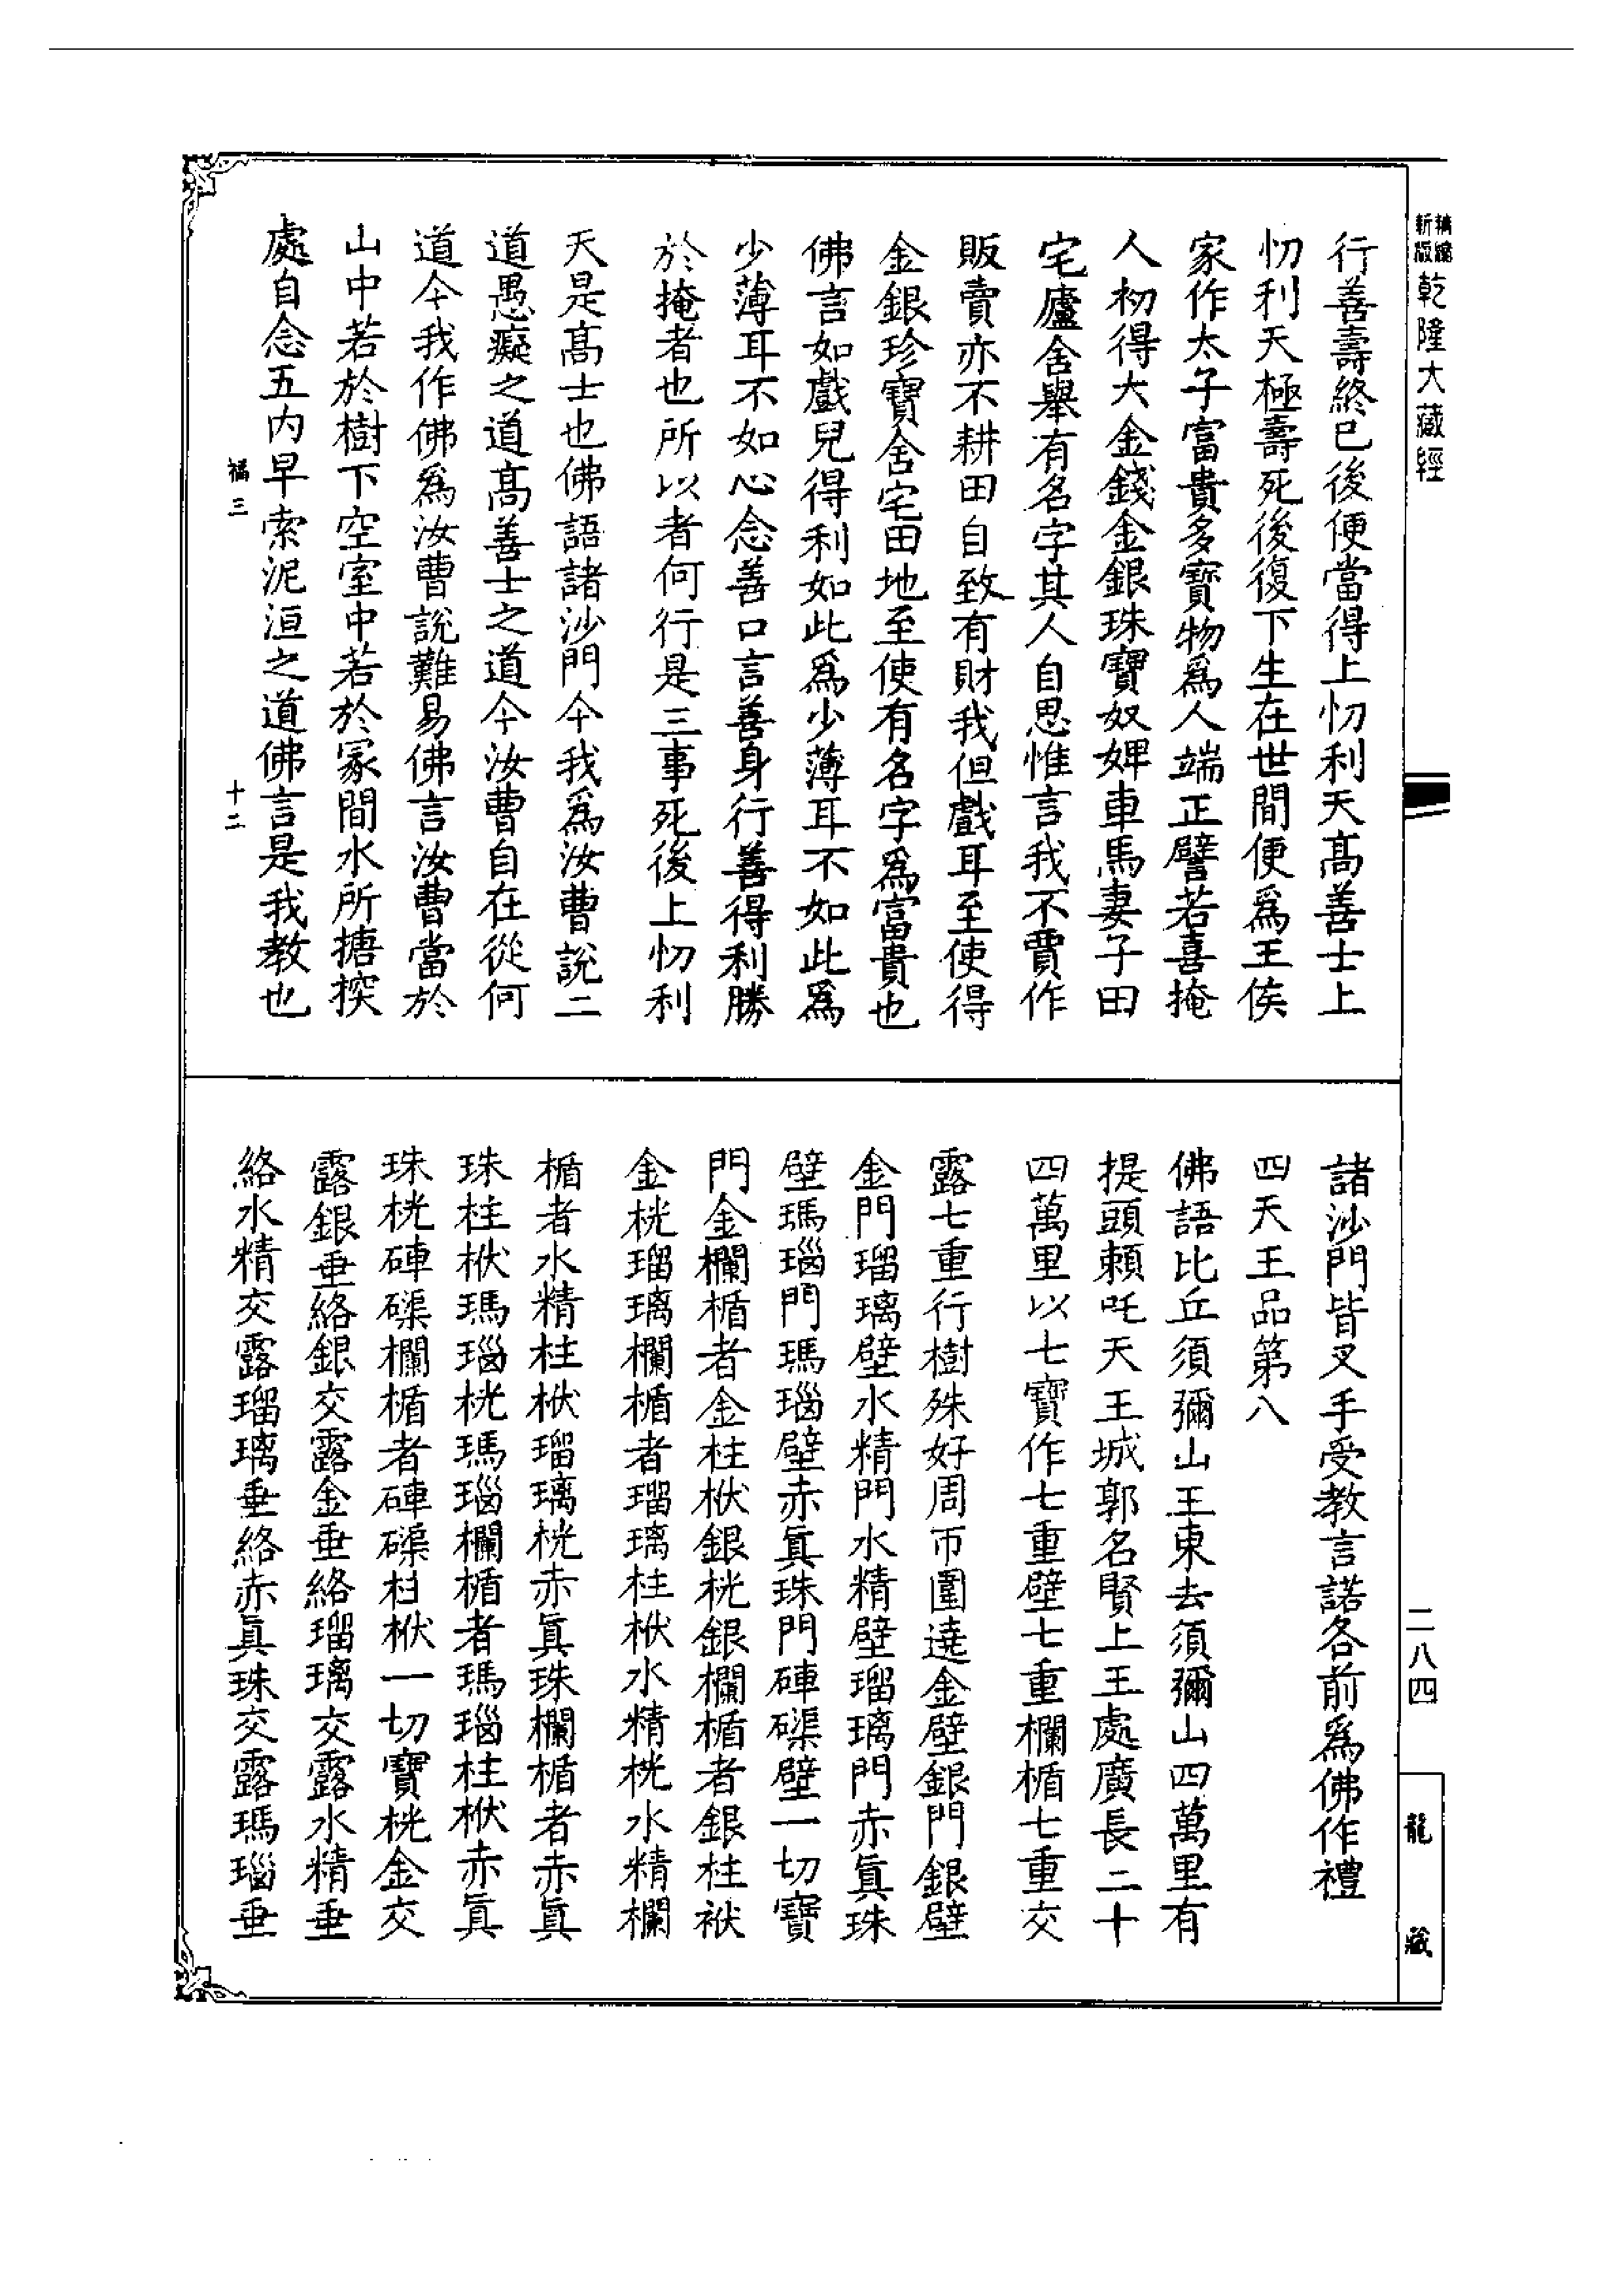 新編縮版乾隆大藏經
行善壽終已後便當得上忉利天髙善士上
忉利天極壽死後復下生在世間便爲王侯
家作太子富貴多寶物爲人端正譬若喜掩
人初得大金錢金銀珠寶奴婢車馬妻子田
宅廬舍舉有名字其人自思惟言我不賈作
販賣亦不耕田自致有財我但戲耳至使得
金銀珍寶舍宅田地至使有名字爲富貴也
佛言如戲兒得利如此爲少薄耳不如此爲
少薄耳不如心念善口言善身行善得利勝
於掩者也所以者何行是三事死後上忉利
天是髙士也佛語諸沙門今我爲汝曹說二
道愚癡之道髙善士之道今汝曹自在從何
道今我作佛爲汝曹說難易佛言汝曹當於
山中若於樹下空室中若於冢間水所搪揬
處自念五内早索泥洹之道佛言是我教也
三
十二
諸沙門皆叉手受教言諾各前爲佛作禮
四天王品第八
佛語比丘須彌山王東去須彌山四萬里有
提頭賴吒天王城郭名賢上王處廣長二十
四萬里以七寶作七重壁七重欄楯七重交
露七重行樹殊好周帀圍遶金壁銀門銀壁
金門瑠璃壁水精門水精壁瑠璃門赤眞珠
壁瑪瑙門瑪瑙壁赤眞珠門硨磲壁一切寶
門金欄楯者金柱栿銀桄銀欄楯者銀柱栿
金桄瑠璃欄楯者瑠璃柱栿水精桄水精欄
楯者水精柱栿瑠璃桄赤眞珠欄楯者赤眞
珠柱栿瑪瑙桄瑪瑙欄楯者瑪瑙柱栿赤眞
珠桄硨磲欄楯者硨磲柱栿一切寶桄金交
露銀垂絡銀交露金垂絡瑠璃交露水精垂
絡水精交露瑠璃垂絡赤眞珠交露瑪瑙垂
二八四
龍藏